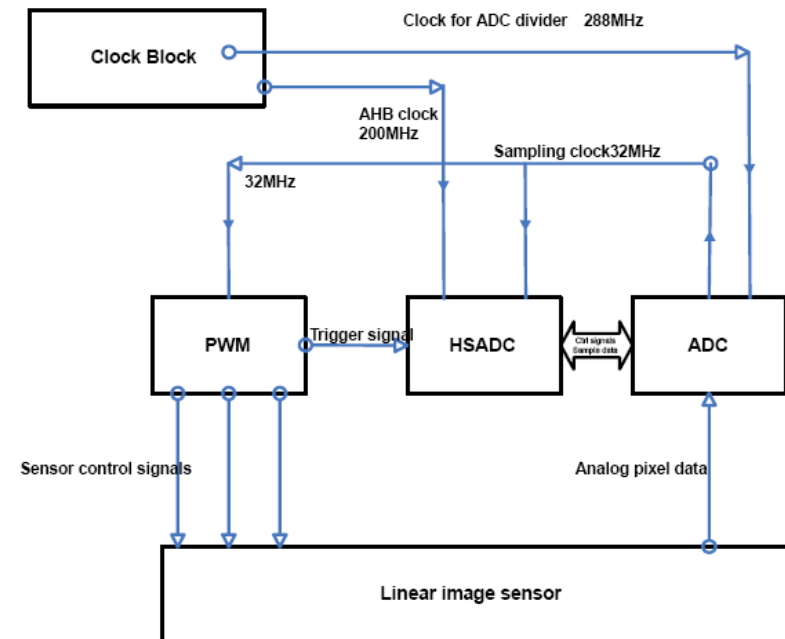 Clock for ADC divider 288MHz
Clock Block
AHB clock
200MHz
Sampling clock32MHz
32MHz
Trigger signal
PWM
HSADC
Ctrl signals
Sample data
ADC
Sensor control signals
Analog pixel data
Linear image sensor